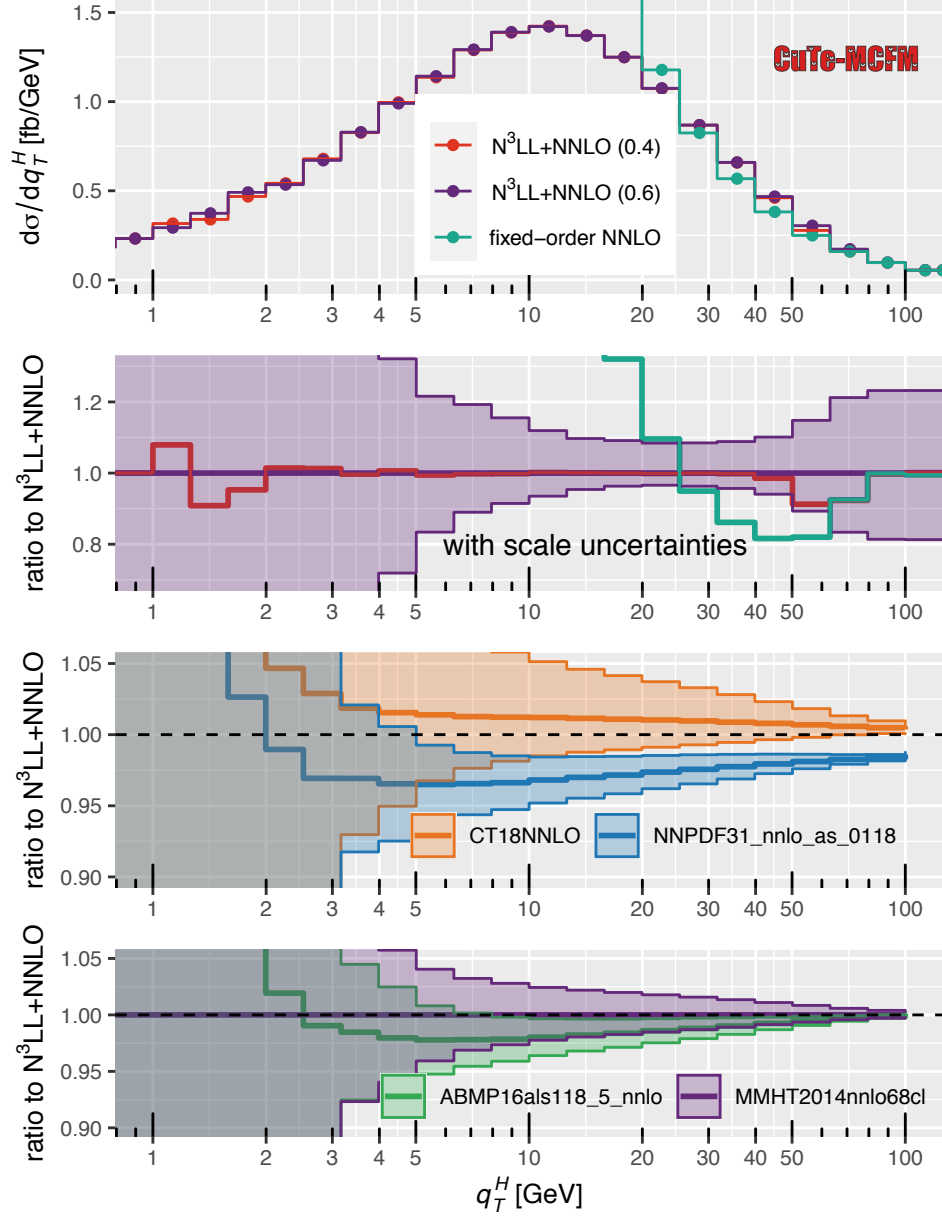 1.5
1.0
0.5
0.0
dσ/dq_T^H [fb/GeV]
CuTe-MCFM
N³LL+NNLO (0.4)
N³LL+NNLO (0.6)
fixed−order NNLO
1 2 3 4 5 10 20 30 40 50 100
1.2
1.0
0.8
ratio to N³LL+NNLO
with scale uncertainties
1 2 3 4 5 10 20 30 40 50 100
1.05
1.00
0.95
0.90
ratio to N³LL+NNLO
CT18NNLO NNPDF31_nnlo_as_0118
1 2 3 4 5 10 20 30 40 50 100
1.05
1.00
0.95
0.90
ratio to N³LL+NNLO
ABMP16als118_5_nnlo MMHT2014nnlo68cl
1 2 3 4 5 10 20 30 40 50 100
q_T^H [GeV]